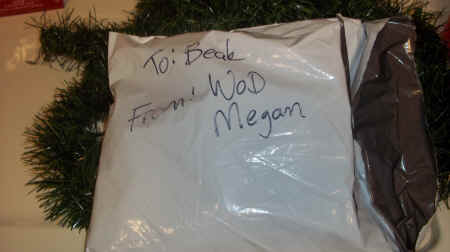 To: Beak
From: WoD
Megan